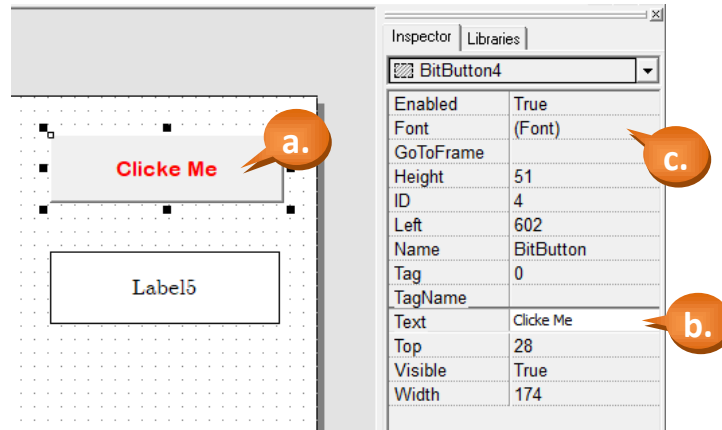 Inspector Libraries
BitButton4
Enabled True
Font (Font)
GoToFrame
Height 51
ID 4
Left 602
Name BitButton
Tag 0
TagName
Text Clicke Me
Top 28
Visible True
Width 174
Clicke Me
Label5
a.
b.
c.